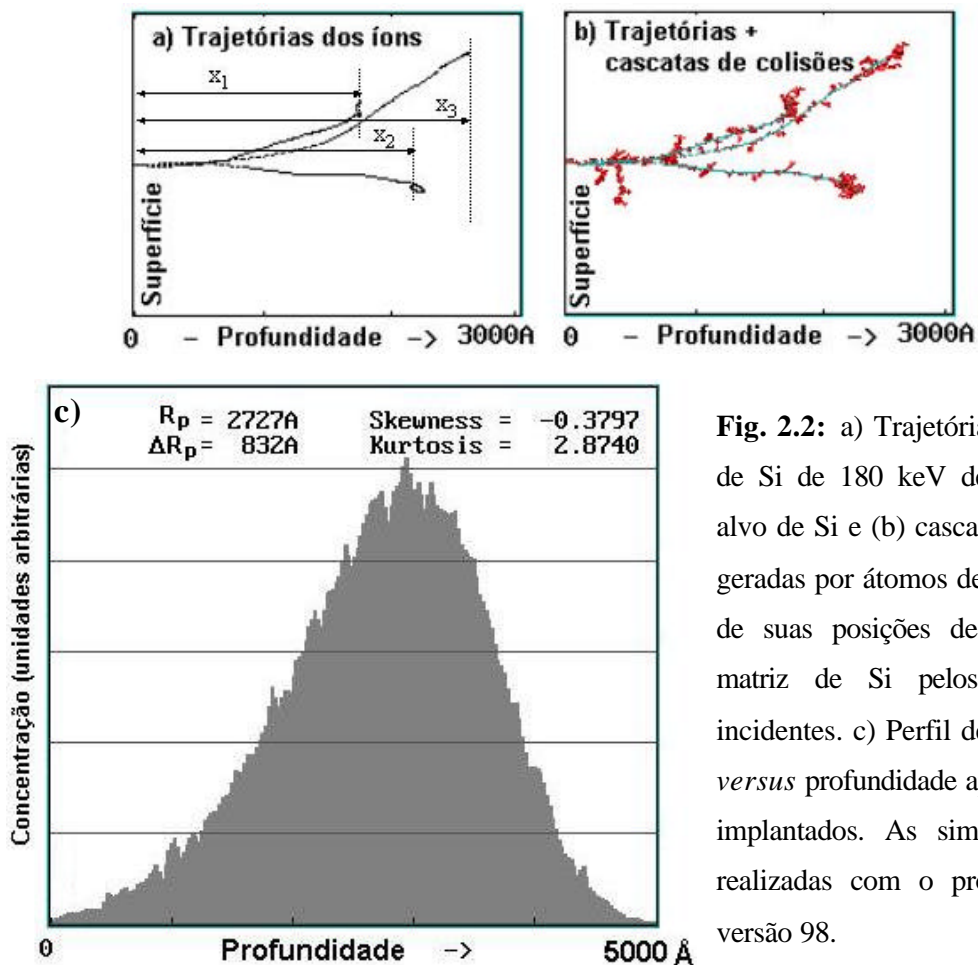 a) Trajetórias dos íons
x1
x3
x2
Superfície
0 – Profundidade –> 3000A
b) Trajetórias +
cascatas de colisões
Superfície
0 – Profundidade –> 3000A
c)
Rp = 2727A Skewness = -0.3797
ΔRp= 832A Kurtosis = 2.8740
Concentração (unidades arbitrárias)
0 Profundidade –> 5000 Å
Fig. 2.2: a) Trajetória
de Si de 180 keV de
alvo de Si e (b) casca
geradas por átomos de
de suas posições de
matriz de Si pelos
incidentes. c) Perfil de
versus profundidade a
implantados. As sim
realizadas com o pr
versão 98.